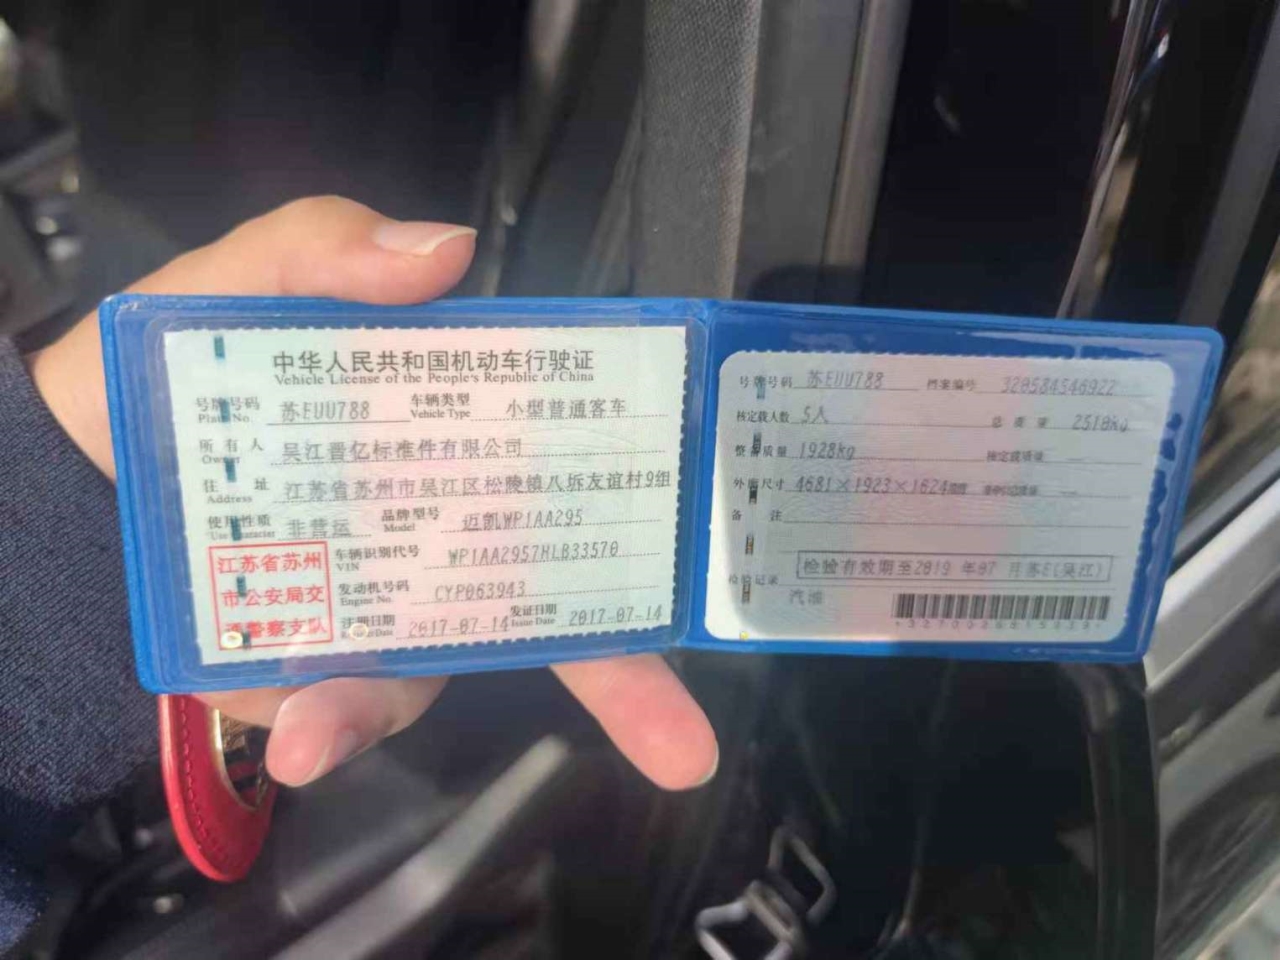 中华人民共和国机动车行驶证
Vehicle License of the People's Republic of China
号牌号码 苏EUU788 车辆类型 小型普通客车
Plate No. Vehicle Type
所有人 吴江晋亿标准件有限公司
Owner
住址 江苏省苏州市吴江区松陵镇八坼友谊村9组
Address
使用性质 非营运 品牌型号 迈凯WP1AA295
Use Character Model
车辆识别代号 WP1AA2957HLB33570
VIN
发动机号码 CYP063943
Engine No.
注册日期 2017-07-14 发证日期 2017-07-14
Register Date Issue Date
江苏省苏州
市公安局交
通警察支队
号牌号码 苏EUU788 档案编号 320584546922
核定载人数 5人 总质量 2518kg
整备质量 1928kg 核定载质量 --
外廓尺寸 4681×1923×1624mm 准牵引总质量 --
备注
检验记录 检验有效期至2019年07月苏E(吴江)
汽油